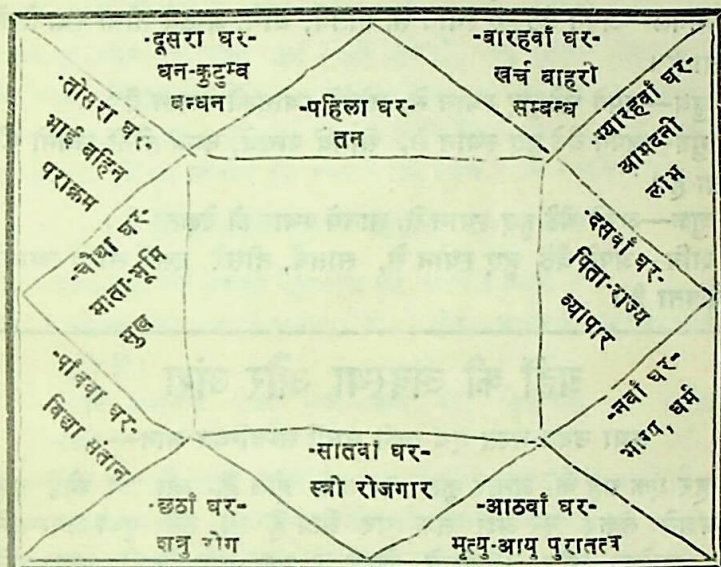 -पहिला घर-
तन
-दूसरा घर-
धन-कुटुम्ब
बन्धन
-तीसरा घर-
भाई बहिन
पराक्रम
-चौथा घर-
माता-भूमि
सुख
-पाँचवा घर-
विद्या संतान
-छठाँ घर-
शत्रु रोग
-सातवां घर-
स्त्री रोजगार
-आठवाँ घर-
मृत्यु-आयु पुरातत्व
-नवाँ घर-
भाग्य, धर्म
-दसवाँ घर-
पिता-राज्य
व्यापार
-ग्यारहवाँ घर-
आमदनी
लाभ
-बारहवाँ घर-
खर्च बाहरी
सम्बन्ध